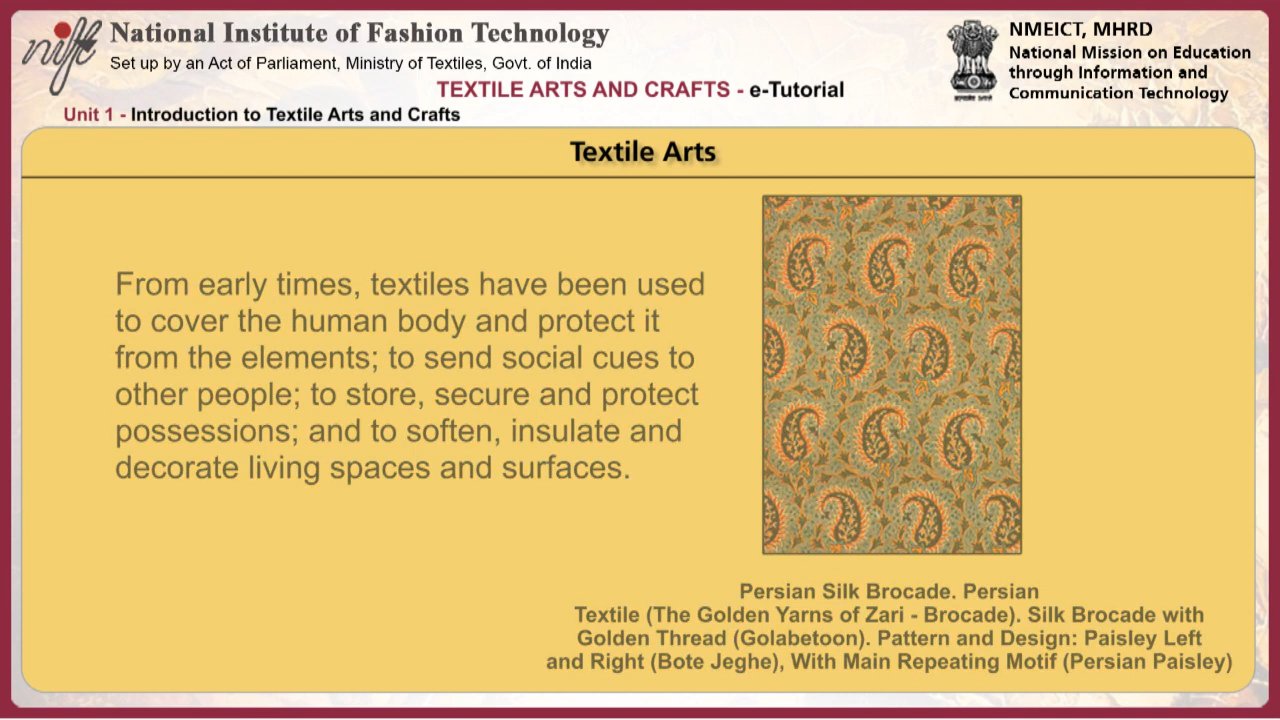 nift
National Institute of Fashion Technology
Set up by an Act of Parliament, Ministry of Textiles, Govt. of India
NMEICT, MHRD
National Mission on Education
through Information and
Communication Technology
TEXTILE ARTS AND CRAFTS - e-Tutorial
Unit 1 - Introduction to Textile Arts and Crafts
Textile Arts
From early times, textiles have been used
to cover the human body and protect it
from the elements; to send social cues to
other people; to store, secure and protect
possessions; and to soften, insulate and
decorate living spaces and surfaces.
Persian Silk Brocade. Persian
Textile (The Golden Yarns of Zari - Brocade). Silk Brocade with
Golden Thread (Golabetoon). Pattern and Design: Paisley Left
and Right (Bote Jeghe), With Main Repeating Motif (Persian Paisley)